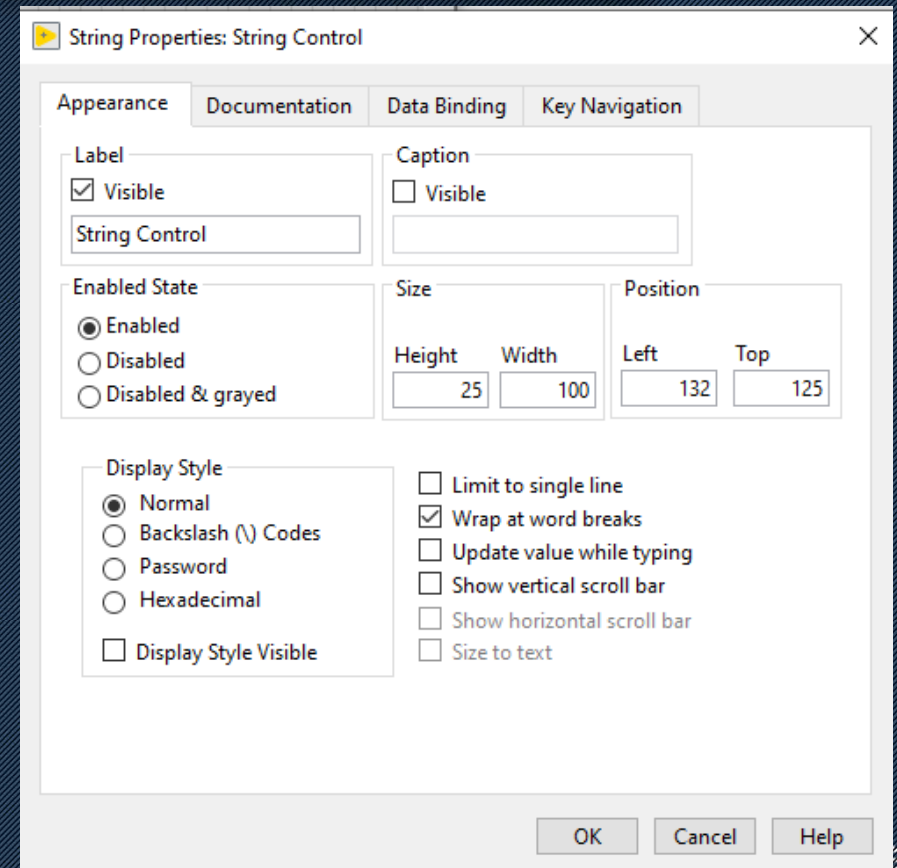 String Properties: String Control
Appearance Documentation Data Binding Key Navigation
Label
Visible
String Control
Caption
Visible
Enabled State
Enabled
Disabled
Disabled & grayed
Size
Height Width
25 100
Position
Left Top
132 125
Display Style
Normal
Backslash (\) Codes
Password
Hexadecimal
Display Style Visible
Limit to single line
Wrap at word breaks
Update value while typing
Show vertical scroll bar
Show horizontal scroll bar
Size to text
OK Cancel Help